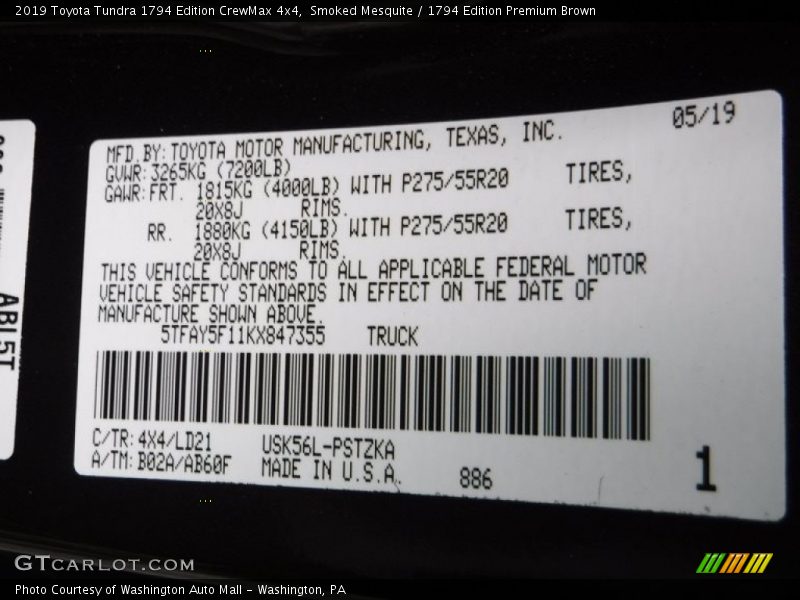 2019 Toyota Tundra 1794 Edition CrewMax 4x4, Smoked Mesquite / 1794 Edition Premium Brown
05/19
MFD.BY:TOYOTA MOTOR MANUFACTURING, TEXAS, INC.
GVWR:3265KG (7200LB)
GAWR:FRT. 1815KG (4000LB) WITH P275/55R20 TIRES,
20X8J RIMS.
RR. 1880KG (4150LB) WITH P275/55R20 TIRES,
20X8J RIMS.
THIS VEHICLE CONFORMS TO ALL APPLICABLE FEDERAL MOTOR
VEHICLE SAFETY STANDARDS IN EFFECT ON THE DATE OF
MANUFACTURE SHOWN ABOVE.
5TFAY5F11KX847355 TRUCK
C/TR:4X4/LD21 USK56L-PSTZKA
A/TM:B02A/AB60F MADE IN U.S.A.
886
1
ABL5T
GTCARLOT.COM
Photo Courtesy of Washington Auto Mall - Washington, PA